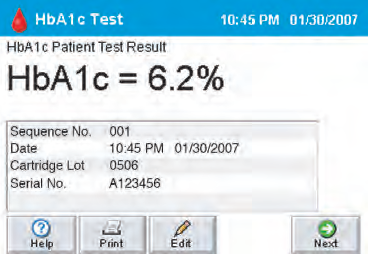 HbA1c Test 10:45 PM 01/30/2007
HbA1c Patient Test Result
HbA1c = 6.2%
Sequence No. 001
Date 10:45 PM 01/30/2007
Cartridge Lot 0506
Serial No. A123456
Help Print Edit Next